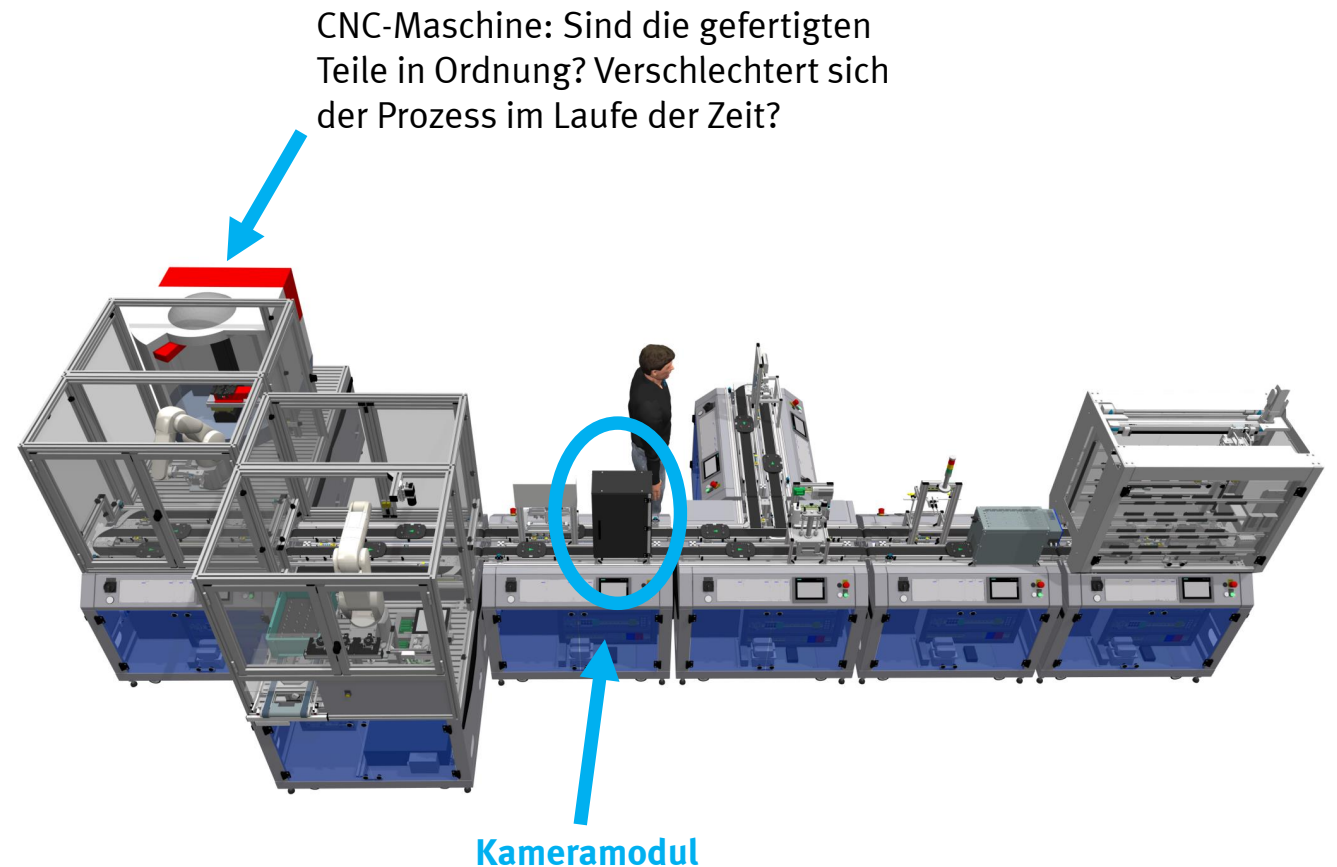 CNC-Maschine: Sind die gefertigten
Teile in Ordnung? Verschlechtert sich
der Prozess im Laufe der Zeit?
Kameramodul